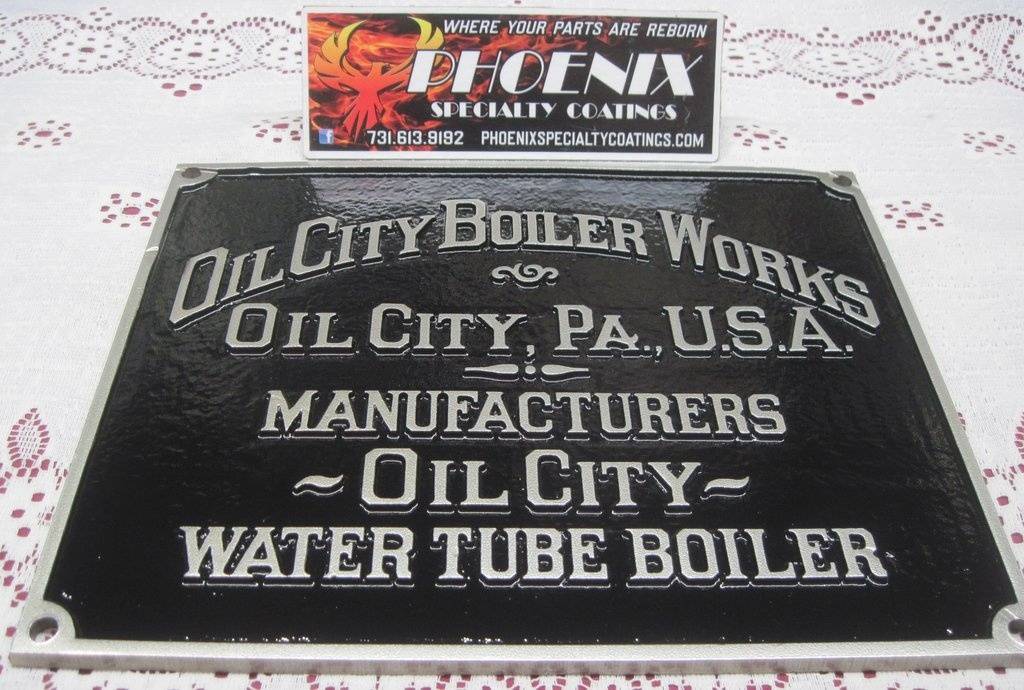 WHERE YOUR PARTS ARE REBORN
PHOENIX
SPECIALTY COATINGS
f 731.613.9192 PHOENIXSPECIALTYCOATINGS.COM
OIL CITY BOILER WORKS
OIL CITY, PA., U.S.A.
MANUFACTURERS
~OIL CITY~
WATER TUBE BOILER